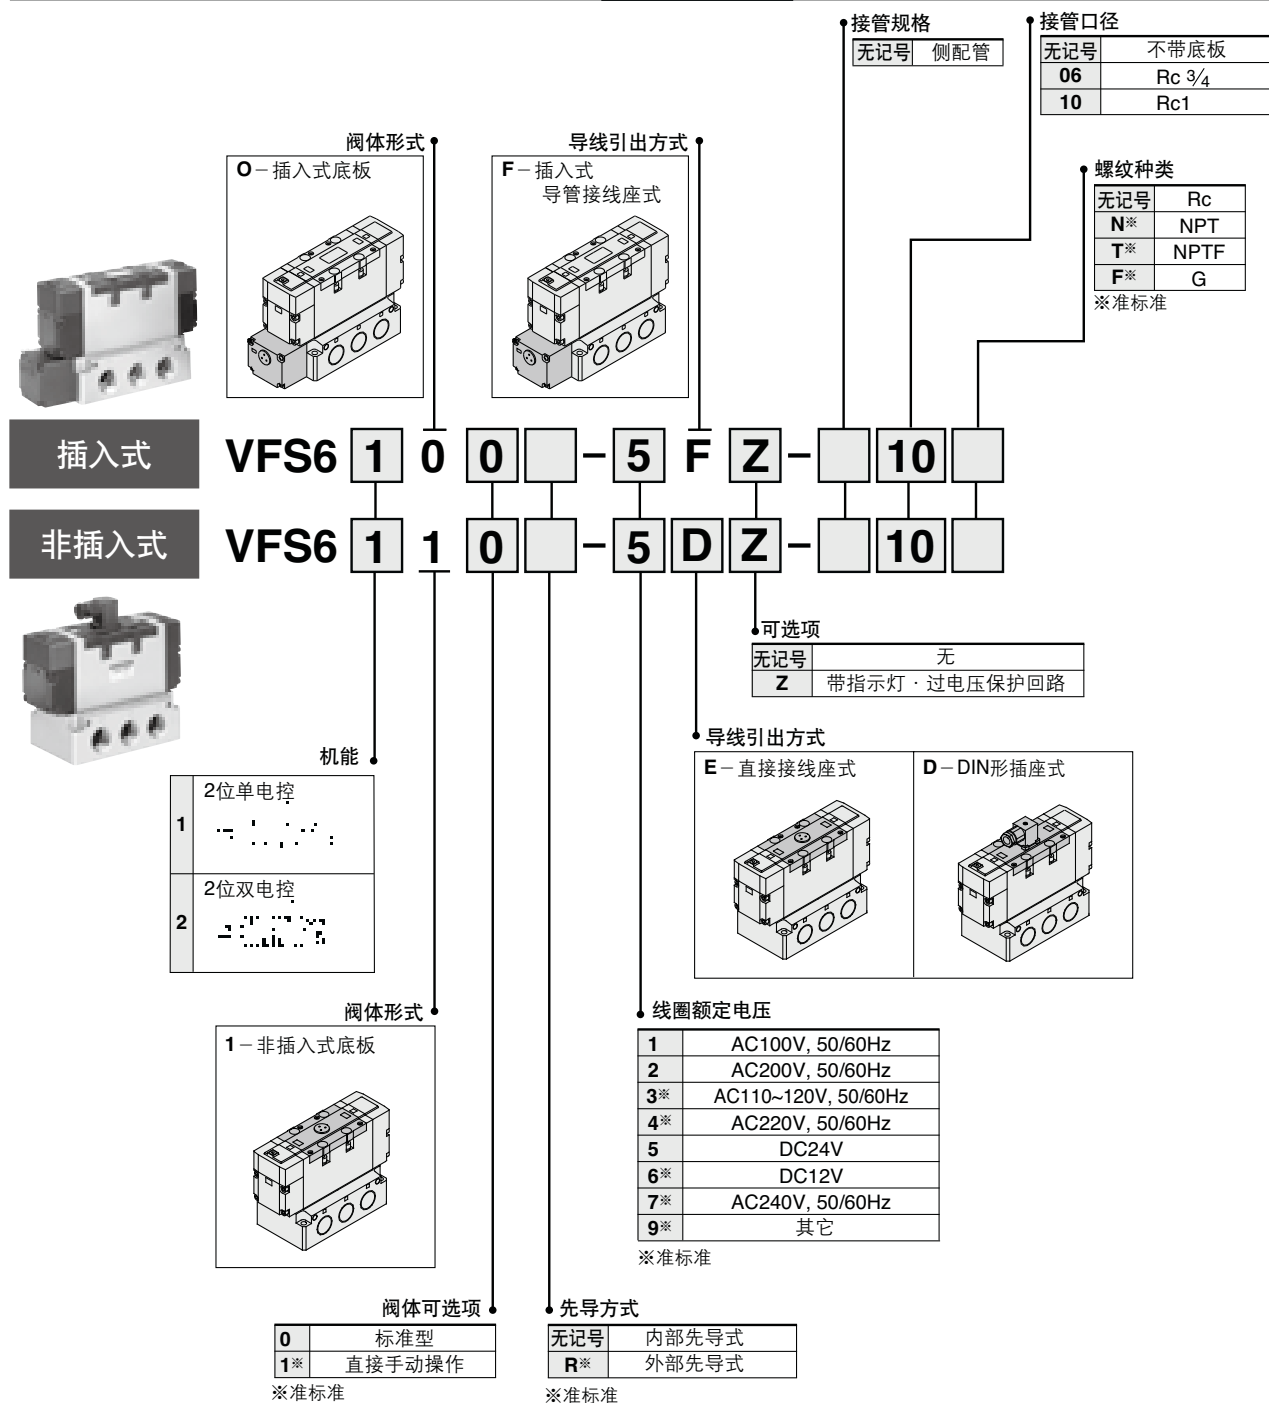 接管规格
无记号 侧配管
接管口径
无记号 不带底板
06 Rc 3/4
10 Rc1
螺纹种类
无记号 Rc
N※ NPT
T※ NPTF
F※ G
※准标准
阀体形式
O－插入式底板
导线引出方式
F－插入式
导管接线座式
插入式 VFS6 1 0 0 － 5 F Z － 10
非插入式 VFS6 1 1 0 － 5 D Z － 10
可选项
无记号 无
Z 带指示灯·过电压保护回路
导线引出方式
E－直接接线座式
D－DIN形插座式
机能
1 2位单电控
2 2位双电控
阀体形式
1－非插入式底板
线圈额定电压
1 AC100V, 50/60Hz
2 AC200V, 50/60Hz
3※ AC110~120V, 50/60Hz
4※ AC220V, 50/60Hz
5 DC24V
6※ DC12V
7※ AC240V, 50/60Hz
9※ 其它
※准标准
阀体可选项
0 标准型
1※ 直接手动操作
※准标准
先导方式
无记号 内部先导式
R※ 外部先导式
※准标准